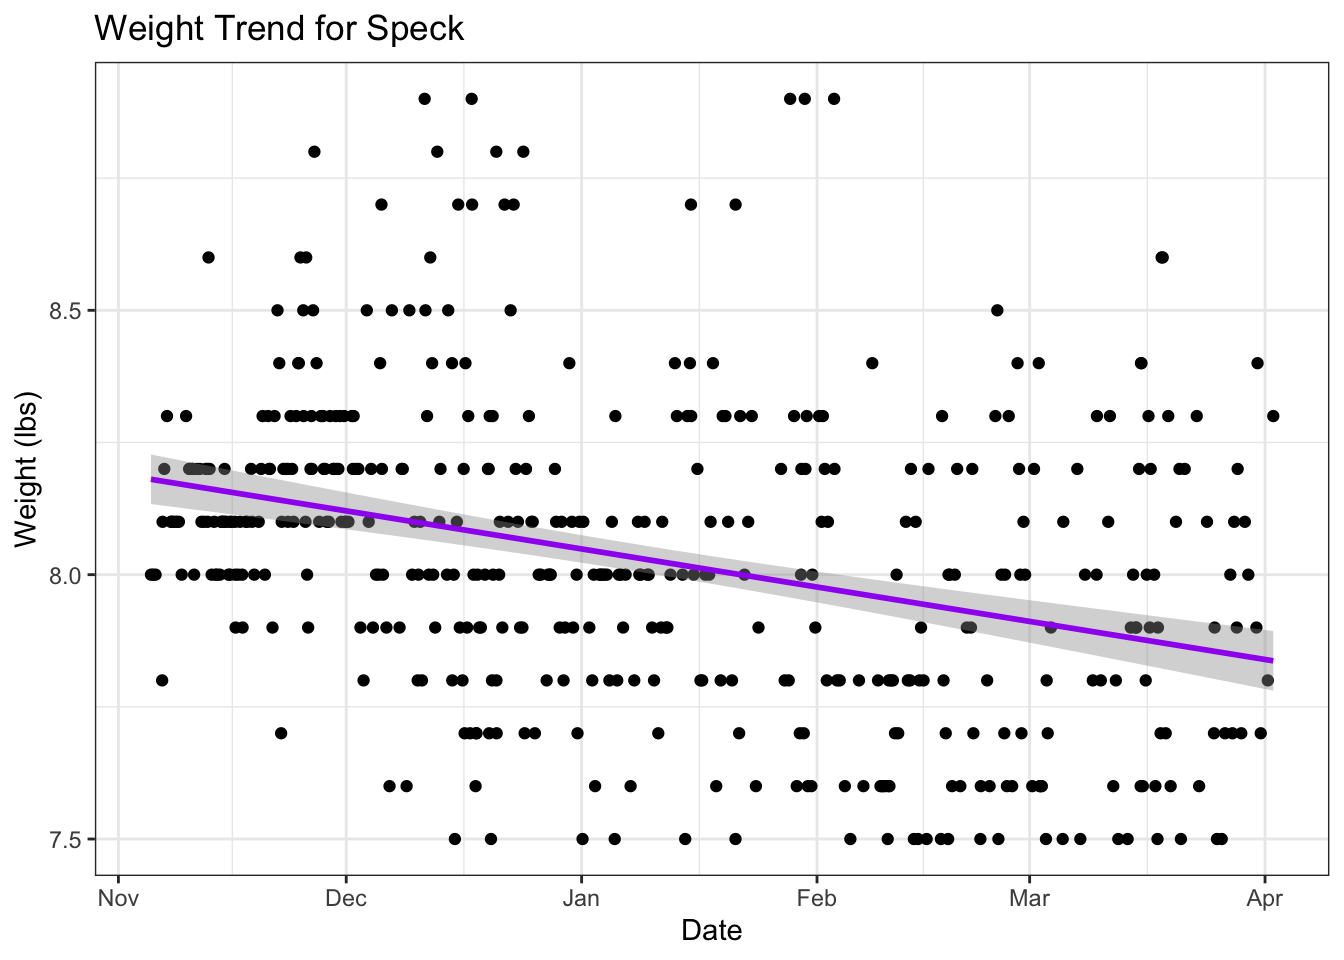 Weight Trend for Speck
Weight (lbs)
8.5
8.0
7.5
Nov Dec Jan Feb Mar Apr
Date